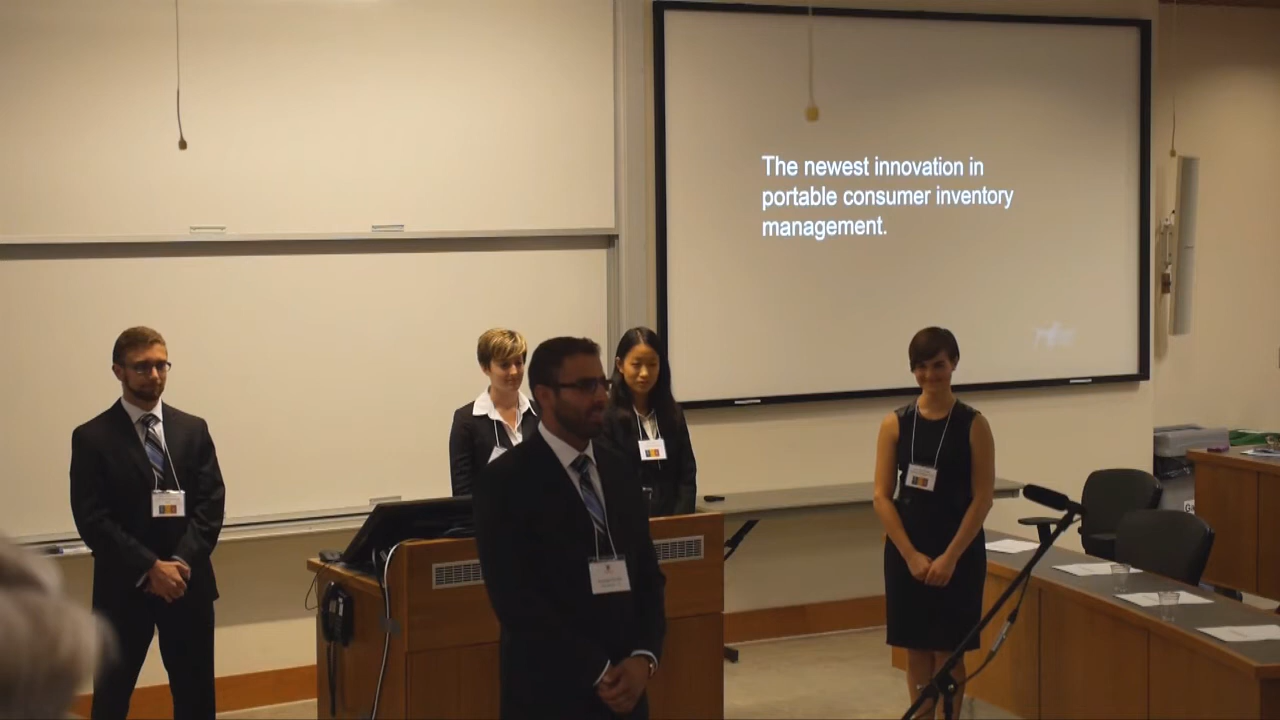 The newest innovation in
portable consumer inventory
management.